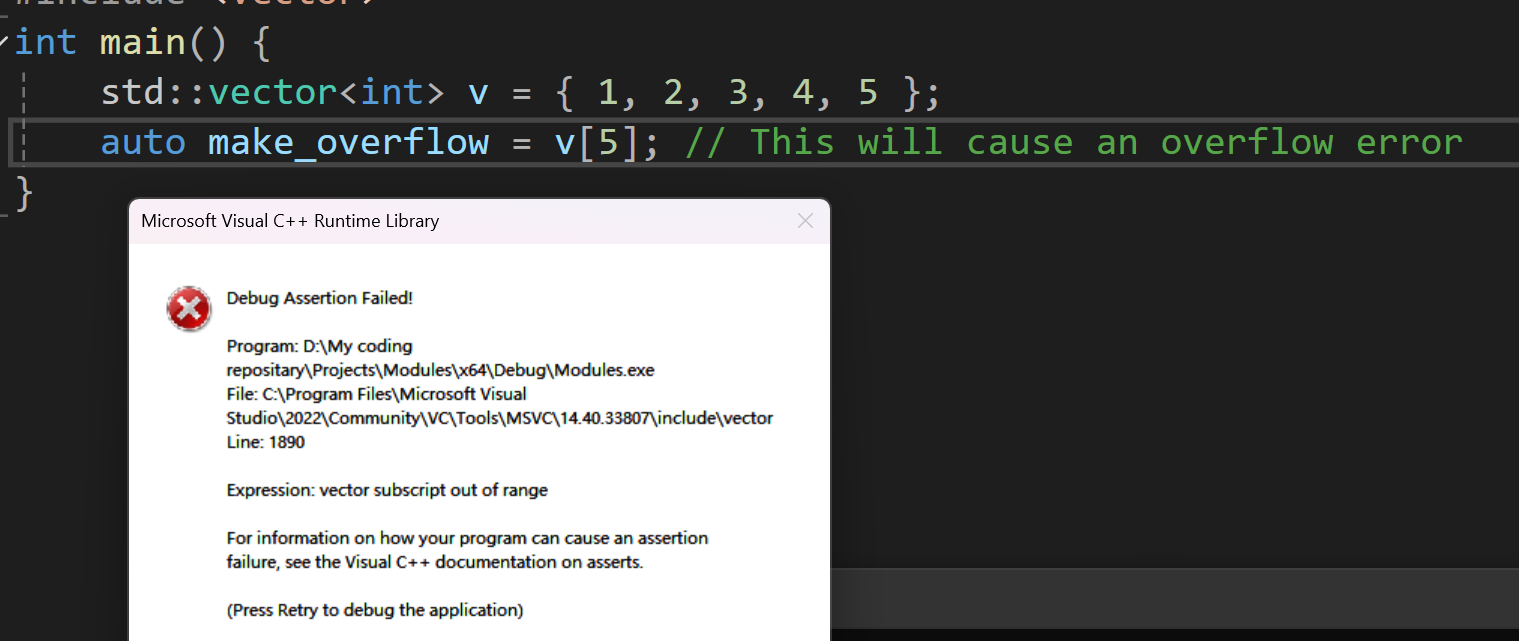 #include <vector>
int main() {
std::vector<int> v = { 1, 2, 3, 4, 5 };
auto make_overflow = v[5]; // This will cause an overflow error
}
Microsoft Visual C++ Runtime Library
Debug Assertion Failed!
Program: D:\My coding
repositary\Projects\Modules\x64\Debug\Modules.exe
File: C:\Program Files\Microsoft Visual
Studio\2022\Community\VC\Tools\MSVC\14.40.33807\include\vector
Line: 1890
Expression: vector subscript out of range
For information on how your program can cause an assertion
failure, see the Visual C++ documentation on asserts.
(Press Retry to debug the application)